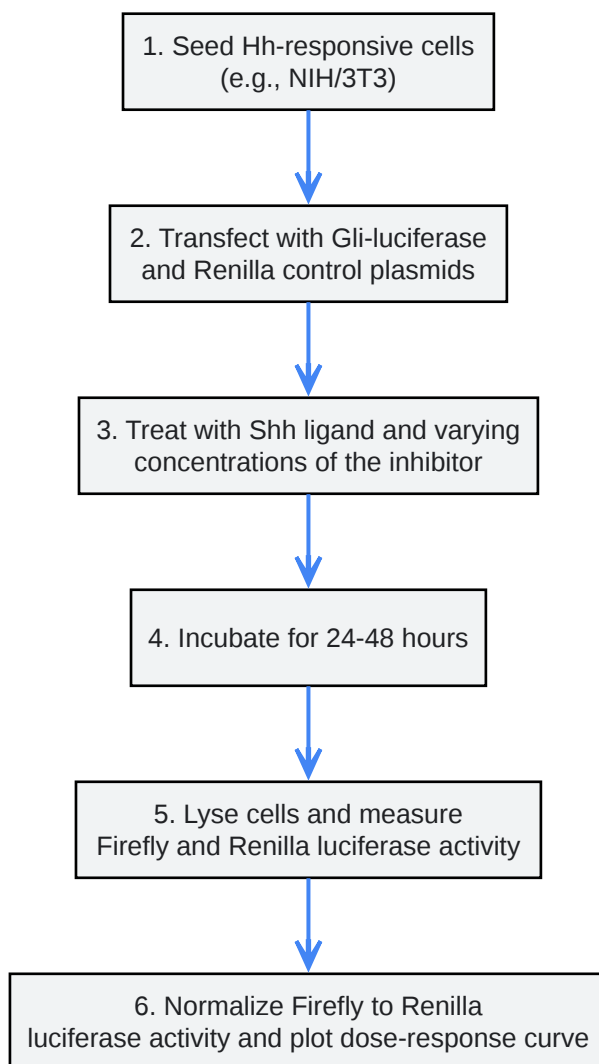 1. Seed Hh-responsive cells
(e.g., NIH/3T3)
2. Transfect with Gli-luciferase
and Renilla control plasmids
3. Treat with Shh ligand and varying
concentrations of the inhibitor
4. Incubate for 24-48 hours
5. Lyse cells and measure
Firefly and Renilla luciferase activity
6. Normalize Firefly to Renilla
luciferase activity and plot dose-response curve